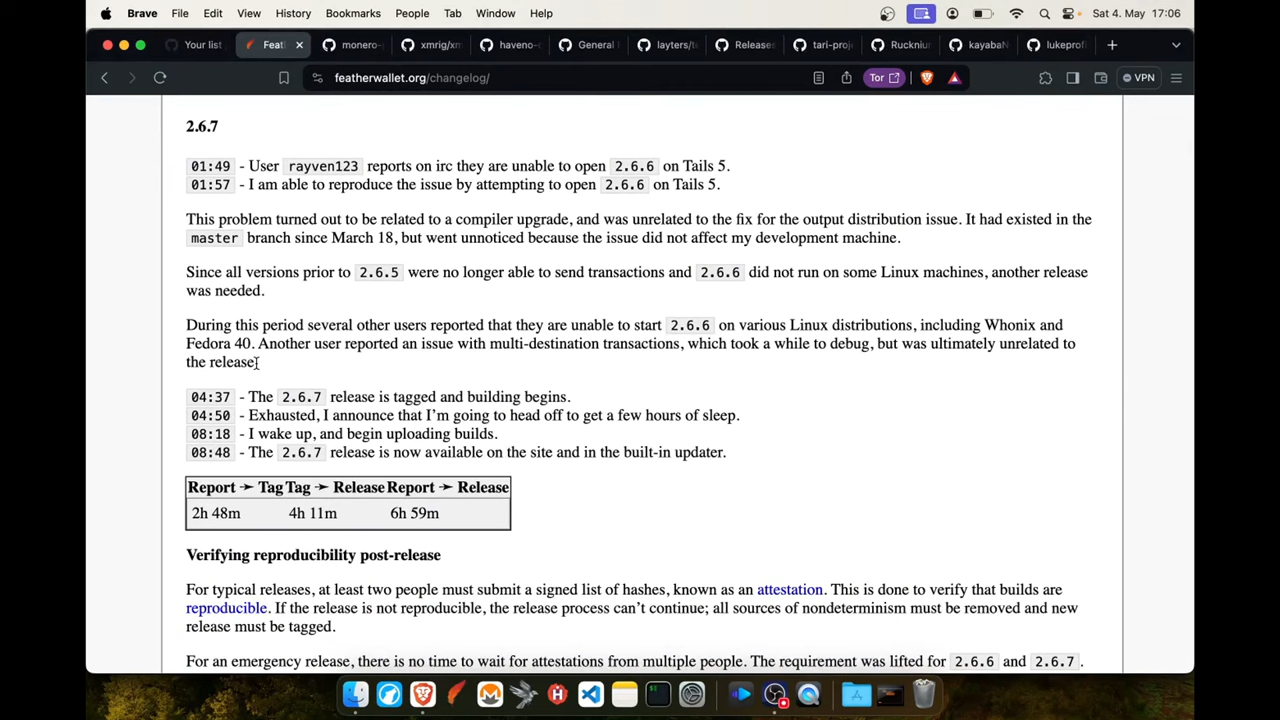 Brave File Edit View History Bookmarks People Tab Window Help Sat 4. May 17:06
Your list Feat monero- xmrig/xm haveno- General layters/t Releases tari-proj Rucknium kayabaN lukeprofi
featherwallet.org/changelog/ Tor VPN
2.6.7
01:49 - User rayven123 reports on irc they are unable to open 2.6.6 on Tails 5.
01:57 - I am able to reproduce the issue by attempting to open 2.6.6 on Tails 5.
This problem turned out to be related to a compiler upgrade, and was unrelated to the fix for the output distribution issue. It had existed in the
master branch since March 18, but went unnoticed because the issue did not affect my development machine.
Since all versions prior to 2.6.5 were no longer able to send transactions and 2.6.6 did not run on some Linux machines, another release
was needed.
During this period several other users reported that they are unable to start 2.6.6 on various Linux distributions, including Whonix and
Fedora 40. Another user reported an issue with multi-destination transactions, which took a while to debug, but was ultimately unrelated to
the release.
04:37 - The 2.6.7 release is tagged and building begins.
04:50 - Exhausted, I announce that I'm going to head off to get a few hours of sleep.
08:18 - I wake up, and begin uploading builds.
08:48 - The 2.6.7 release is now available on the site and in the built-in updater.
Report → Tag Tag → Release Report → Release
2h 48m 4h 11m 6h 59m
Verifying reproducibility post-release
For typical releases, at least two people must submit a signed list of hashes, known as an attestation. This is done to verify that builds are
reproducible. If the release is not reproducible, the release process can't continue; all sources of nondeterminism must be removed and new
release must be tagged.
For an emergency release, there is no time to wait for attestations from multiple people. The requirement was lifted for 2.6.6 and 2.6.7.